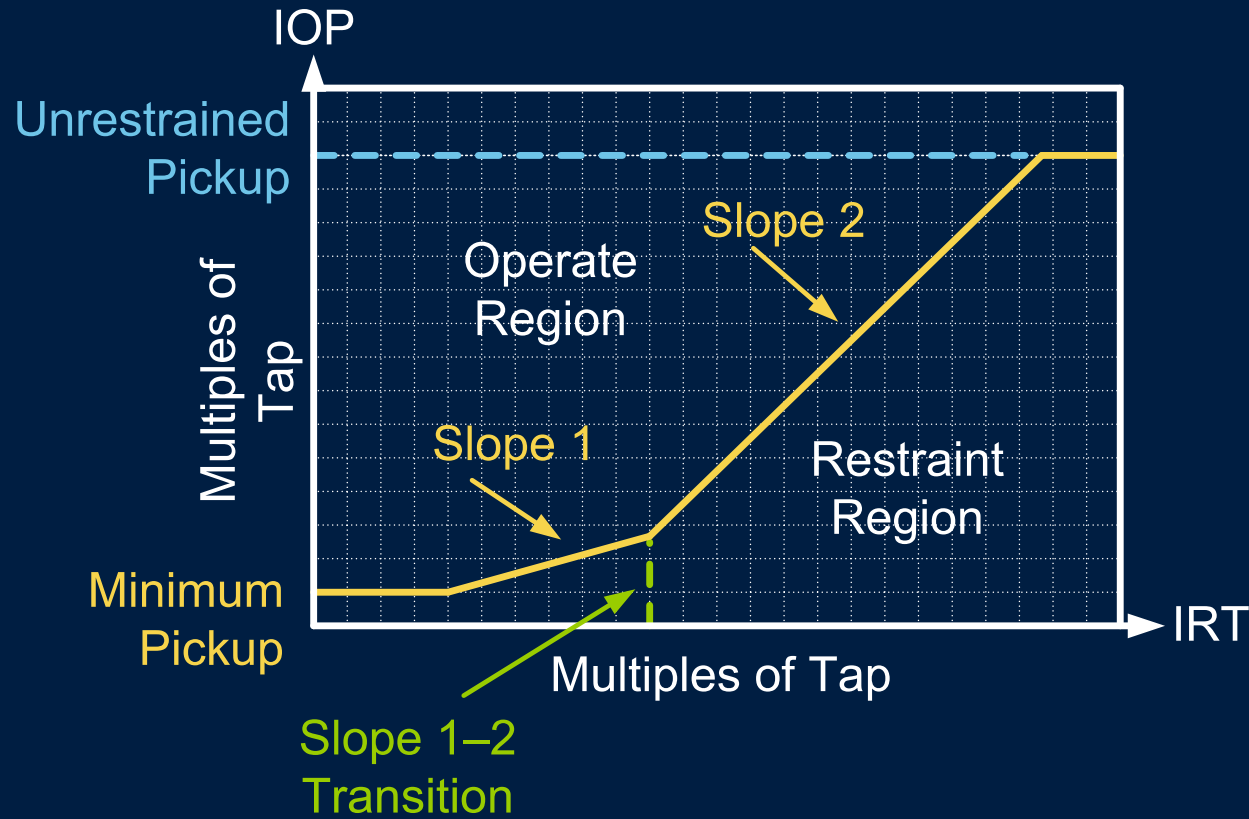 IOP
Unrestrained
Pickup
Slope 2
Operate
Region
Multiples of
Tap
Slope 1
Restraint
Region
Minimum
Pickup
IRT
Multiples of Tap
Slope 1–2
Transition